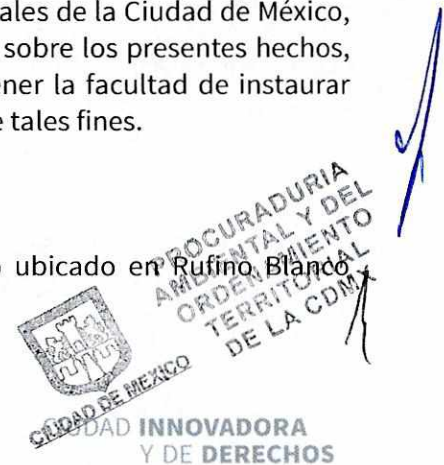 ales de la Ciudad de México,
sobre los presentes hechos,
ner la facultad de instaurar
e tales fines.
PROCURADURIA
AMBIENTAL Y DEL
ORDENAMIENTO
TERRITORIAL
DE LA CDMX
ubicado en Rufino Blanco
CIUDAD DE MEXICO
CIUDAD INNOVADORA
Y DE DERECHOS